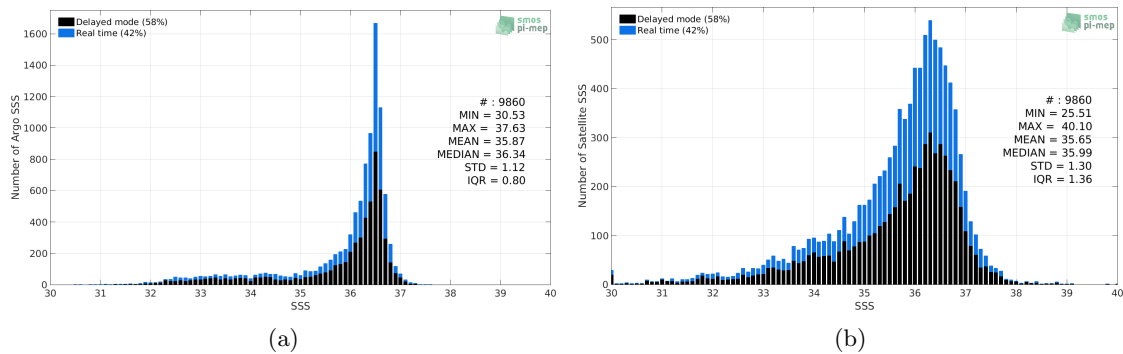 Delayed mode (58%)
Real time (42%)
smos
pi-mep
1600
1400
1200
1000
800
600
400
200
0
Number of Argo SSS
# : 9860
MIN = 30.53
MAX = 37.63
MEAN = 35.87
MEDIAN = 36.34
STD = 1.12
IQR = 0.80
30 31 32 33 34 35 36 37 38 39 40
SSS
(a)
Delayed mode (58%)
Real time (42%)
smos
pi-mep
500
400
300
200
100
0
Number of Satellite SSS
# : 9860
MIN = 25.51
MAX = 40.10
MEAN = 35.65
MEDIAN = 35.99
STD = 1.30
IQR = 1.36
30 31 32 33 34 35 36 37 38 39 40
SSS
(b)